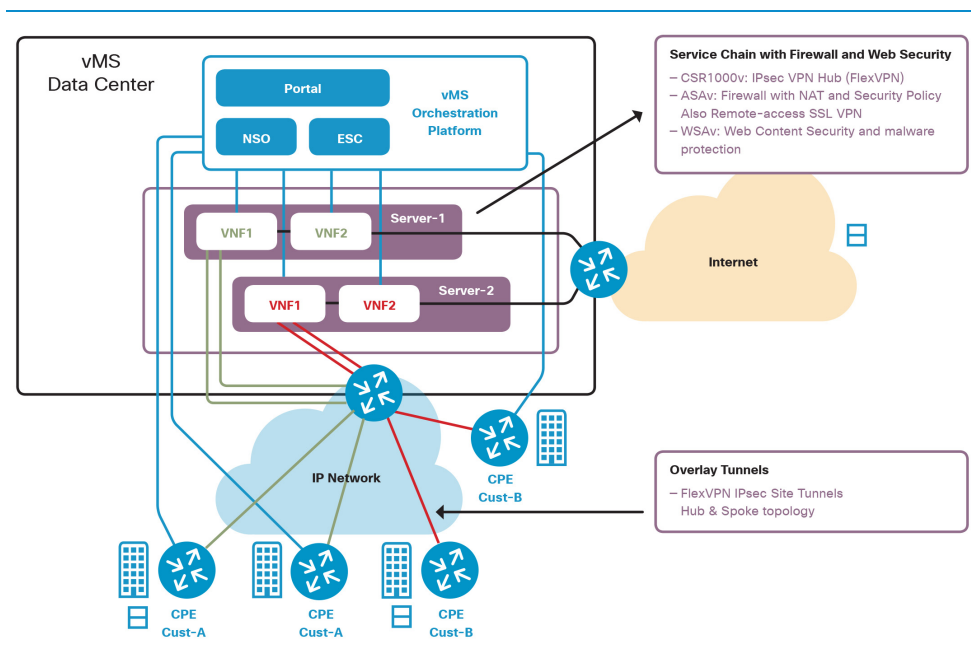 vMS
Data Center
Portal
NSO
ESC
vMS
Orchestration
Platform
Server-1
VNF1
VNF2
Server-2
VNF1
VNF2
Service Chain with Firewall and Web Security
– CSR1000v: IPsec VPN Hub (FlexVPN)
– ASAv: Firewall with NAT and Security Policy
Also Remote-access SSL VPN
– WSAv: Web Content Security and malware
protection
Internet
IP Network
CPE
Cust-B
Overlay Tunnels
– FlexVPN IPsec Site Tunnels
Hub & Spoke topology
CPE
Cust-A
CPE
Cust-A
CPE
Cust-B